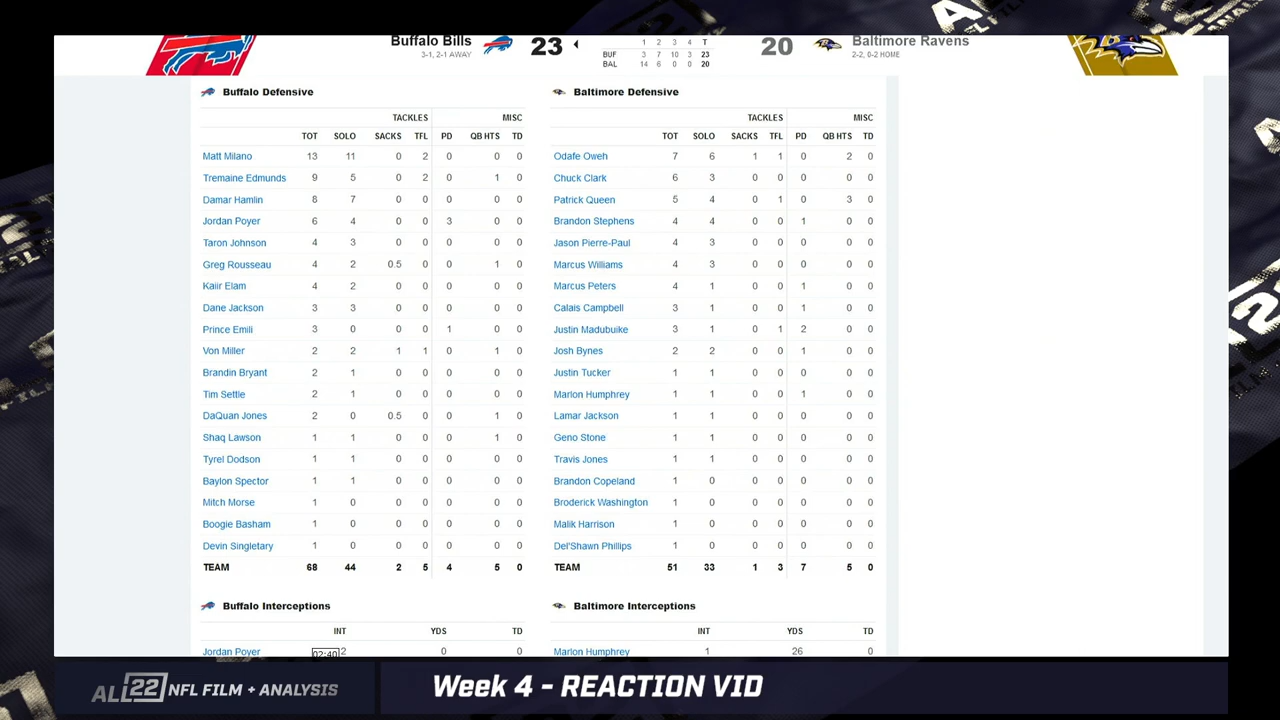 Buffalo Bills
3-1, 2-1 AWAY
23
1 2 3 4 T
BUF 3 7 10 3 23
BAL 14 6 0 0 20
20
Baltimore Ravens
2-2, 0-2 HOME
Buffalo Defensive
TACKLES MISC
TOT SOLO SACKS TFL PD QB HTS TD
Matt Milano 13 11 0 2 0 0 0
Tremaine Edmunds 9 5 0 2 0 1 0
Damar Hamlin 8 7 0 0 0 0 0
Jordan Poyer 6 4 0 0 3 0 0
Taron Johnson 4 3 0 0 0 0 0
Greg Rousseau 4 2 0.5 0 0 1 0
Kaiir Elam 4 2 0 0 0 0 0
Dane Jackson 3 3 0 0 0 0 0
Prince Emili 3 0 0 0 1 0 0
Von Miller 2 2 1 1 0 1 0
Brandin Bryant 2 1 0 0 0 0 0
Tim Settle 2 1 0 0 0 0 0
DaQuan Jones 2 0 0.5 0 0 1 0
Shaq Lawson 1 1 0 0 0 1 0
Tyrel Dodson 1 1 0 0 0 0 0
Baylon Spector 1 1 0 0 0 0 0
Mitch Morse 1 0 0 0 0 0 0
Boogie Basham 1 0 0 0 0 0 0
Devin Singletary 1 0 0 0 0 0 0
TEAM 68 44 2 5 4 5 0
Buffalo Interceptions
INT YDS TD
Jordan Poyer 2 0 0
02:40
Baltimore Defensive
TACKLES MISC
TOT SOLO SACKS TFL PD QB HTS TD
Odafe Oweh 7 6 1 1 0 2 0
Chuck Clark 6 3 0 0 0 0 0
Patrick Queen 5 4 0 1 0 3 0
Brandon Stephens 4 4 0 0 1 0 0
Jason Pierre-Paul 4 3 0 0 0 0 0
Marcus Williams 4 3 0 0 0 0 0
Marcus Peters 4 1 0 0 1 0 0
Calais Campbell 3 1 0 0 1 0 0
Justin Madubuike 3 1 0 1 2 0 0
Josh Bynes 2 2 0 0 1 0 0
Justin Tucker 1 1 0 0 0 0 0
Marlon Humphrey 1 1 0 0 1 0 0
Lamar Jackson 1 1 0 0 0 0 0
Geno Stone 1 1 0 0 0 0 0
Travis Jones 1 1 0 0 0 0 0
Brandon Copeland 1 0 0 0 0 0 0
Broderick Washington 1 0 0 0 0 0 0
Malik Harrison 1 0 0 0 0 0 0
Del'Shawn Phillips 1 0 0 0 0 0 0
TEAM 51 33 1 3 7 5 0
Baltimore Interceptions
INT YDS TD
Marlon Humphrey 1 26 0
ALL 22 NFL FILM + ANALYSIS
Week 4 - REACTION VID